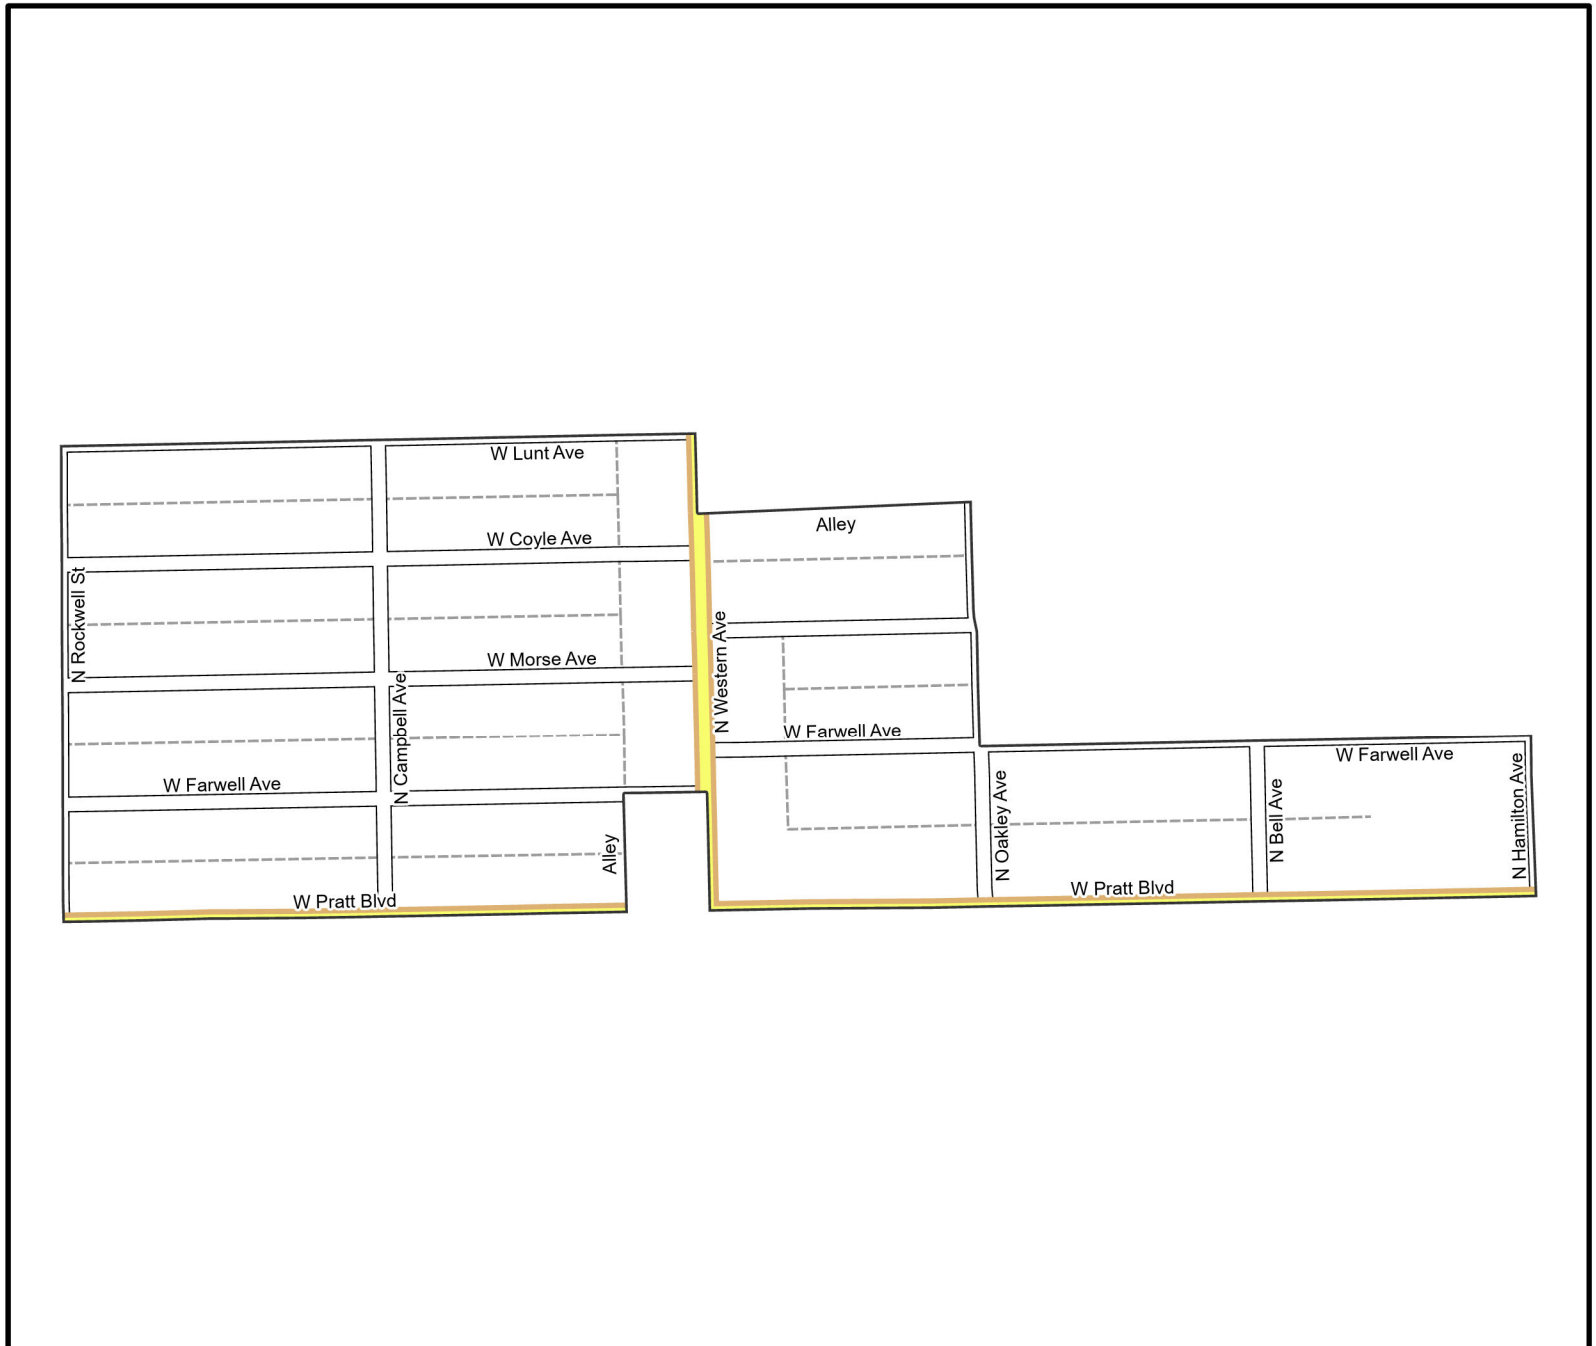 W Lunt Ave
Alley
W Coyle Ave
N Rockwell St
N Western Ave
W Morse Ave
N Campbell Ave
W Farwell Ave
W Farwell Ave
W Farwell Ave
N Oakley Ave
N Bell Ave
N Hamilton Ave
Alley
W Pratt Blvd
W Pratt Blvd